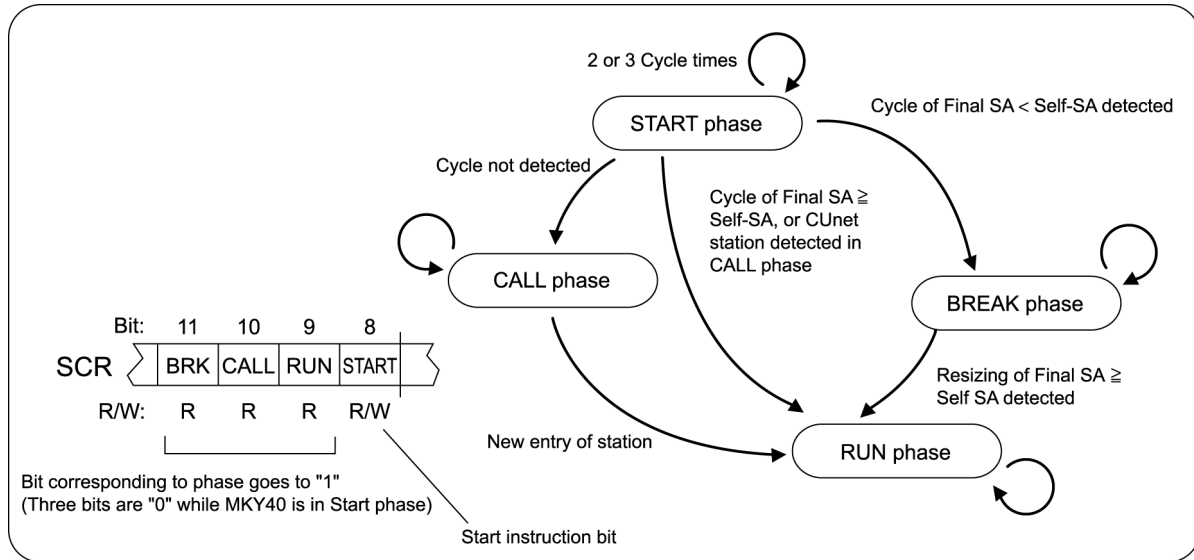 2 or 3 Cycle times
START phase
Cycle of Final SA < Self-SA detected
Cycle not detected
Cycle of Final SA ≧
Self-SA, or CUnet
station detected in
CALL phase
CALL phase
BREAK phase
Bit: 11 10 9 8
SCR BRK CALL RUN START
R/W: R R R R/W
Resizing of Final SA ≧
Self SA detected
New entry of station
RUN phase
Bit corresponding to phase goes to "1"
(Three bits are "0" while MKY40 is in Start phase)
Start instruction bit